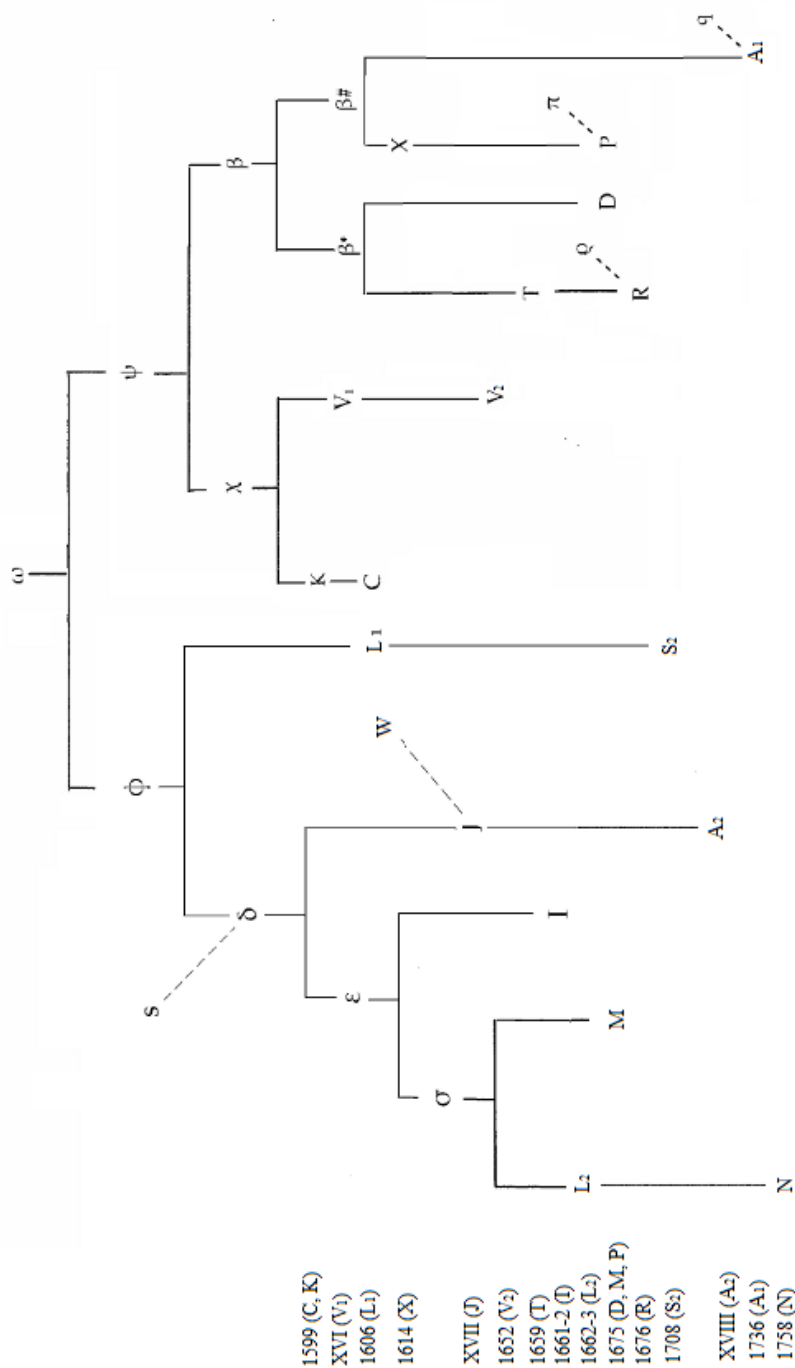 ω
φ ψ
s
δ χ β
1599 (C, K) K
XVI (V₁) ε V₁ β* β#
1606 (L₁) W L₁ C
1614 (X) X
σ
XVII (J) J
1652 (V₂) V₂
1659 (T) T
1661-2 (I) I π
1662-3 (L₂) L₂ ϱ
1675 (D, M, P) M D P
1676 (R) R
1708 (S₂) S₂
q
XVIII (A₂) A₂
1736 (A₁) A₁
1758 (N) N